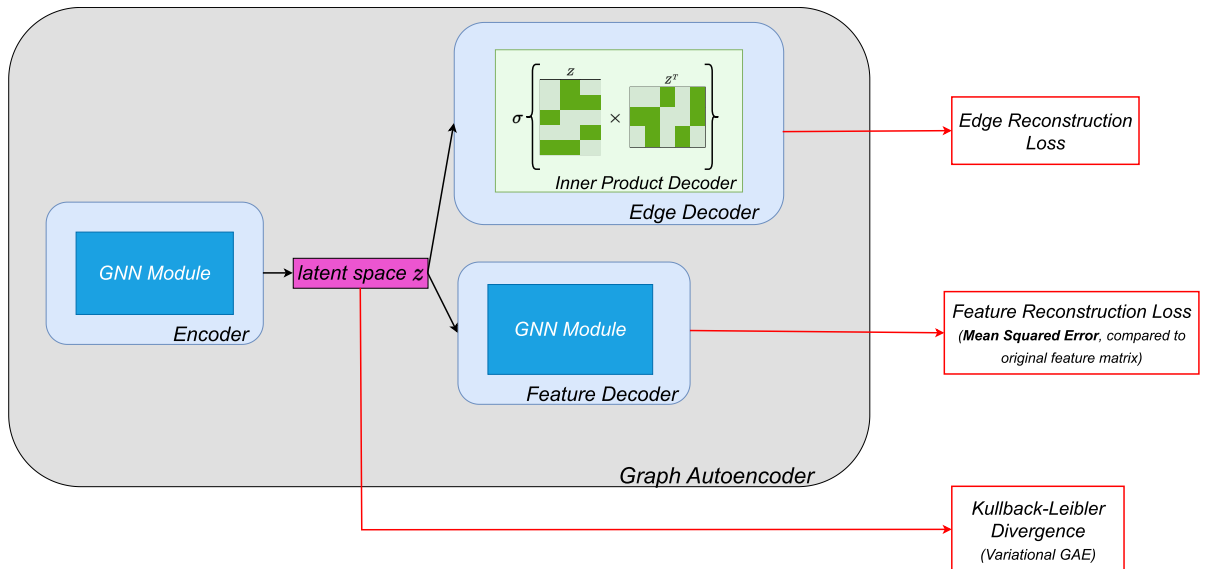 Z
Z^T
σ { × }
Inner Product Decoder
Edge Decoder
Edge Reconstruction
Loss
GNN Module
Encoder
latent space z
GNN Module
Feature Decoder
Feature Reconstruction Loss
(Mean Squared Error, compared to
original feature matrix)
Graph Autoencoder
Kullback-Leibler
Divergence
(Variational GAE)